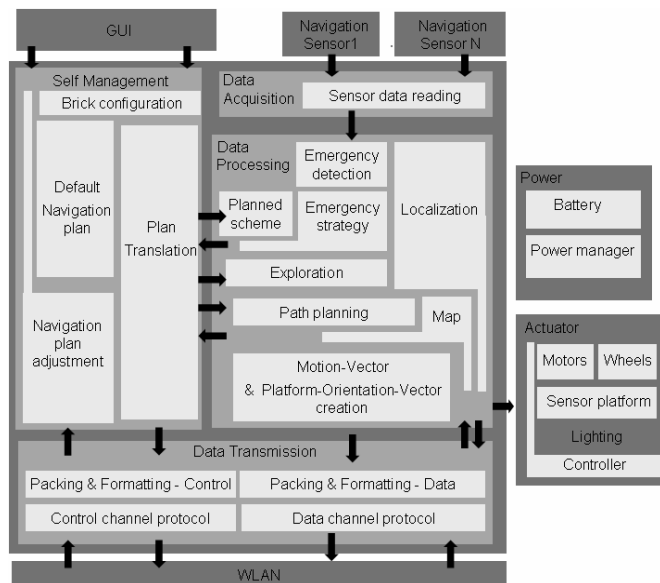 GUI
Navigation
Sensor1
.
Navigation
Sensor N
Self Management
Brick configuration
Default
Navigation
plan
Plan
Translation
Navigation
plan
adjustment
Data
Acquisition
Sensor data reading
Data
Processing
Emergency
detection
Planned
scheme
Emergency
strategy
Localization
Exploration
Path planning
Map
Motion-Vector
& Platform-Orientation-Vector
creation
Power
Battery
Power manager
Actuator
Motors
Wheels
Sensor platform
Lighting
Controller
Data Transmission
Packing & Formatting - Control
Packing & Formatting - Data
Control channel protocol
Data channel protocol
WLAN